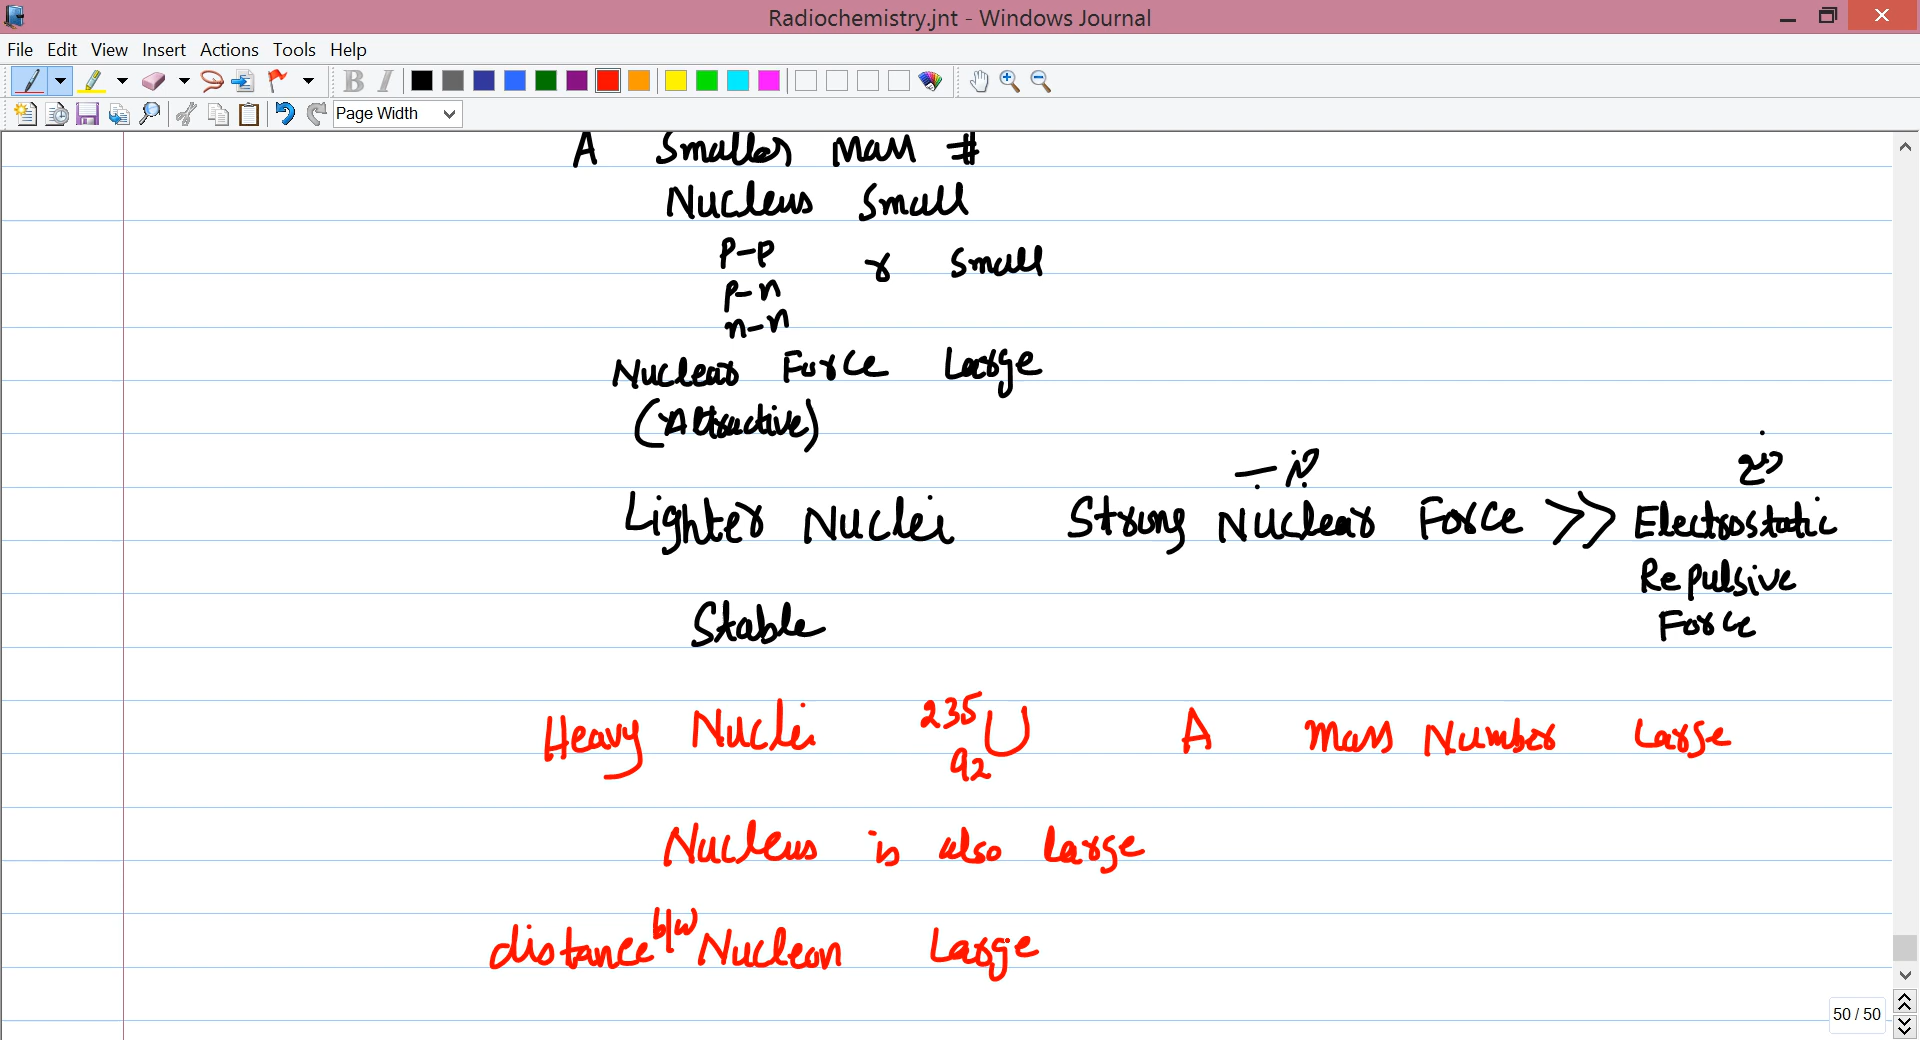 Radiochemistry.jnt - Windows Journal
File Edit View Insert Actions Tools Help
B I
Page Width
A Smaller Mass #
Nucleus Small
p-p
r Small
p-n
n-n
Nuclear Force Large
(Attractive)
Lighter Nuclei Strong Nuclear Force >> Electrostatic
Repulsive
Stable Force
Heavy Nuclei 235 92 U A Mass Number Large
Nucleus is also Large
distance b/w Nucleon Large
50 / 50